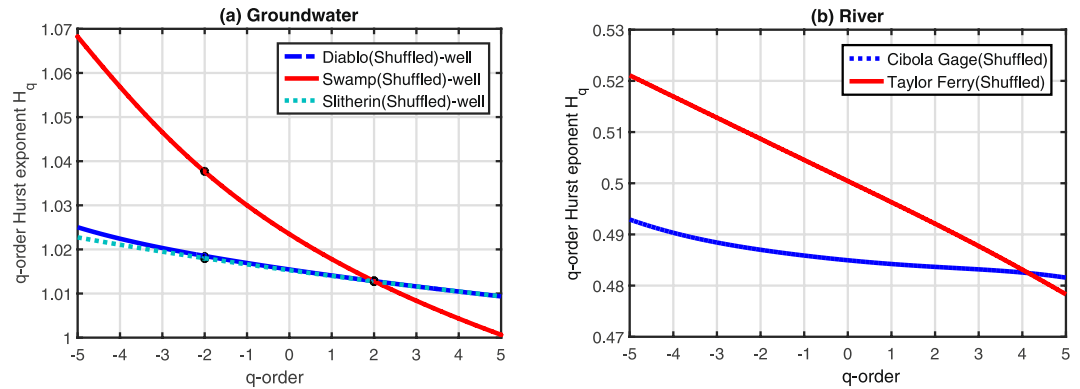 (a) Groundwater
q-order Hurst exponent H_q
1.07
1.06
1.05
1.04
1.03
1.02
1.01
1
Diablo(Shuffled)-well
Swamp(Shuffled)-well
Slitherin(Shuffled)-well
-5 -4 -3 -2 -1 0 1 2 3 4 5
q-order
(b) River
q-order Hurst eponent H_q
0.53
0.52
0.51
0.5
0.49
0.48
0.47
Cibola Gage(Shuffled)
Taylor Ferry(Shuffled)
-5 -4 -3 -2 -1 0 1 2 3 4 5
q-order